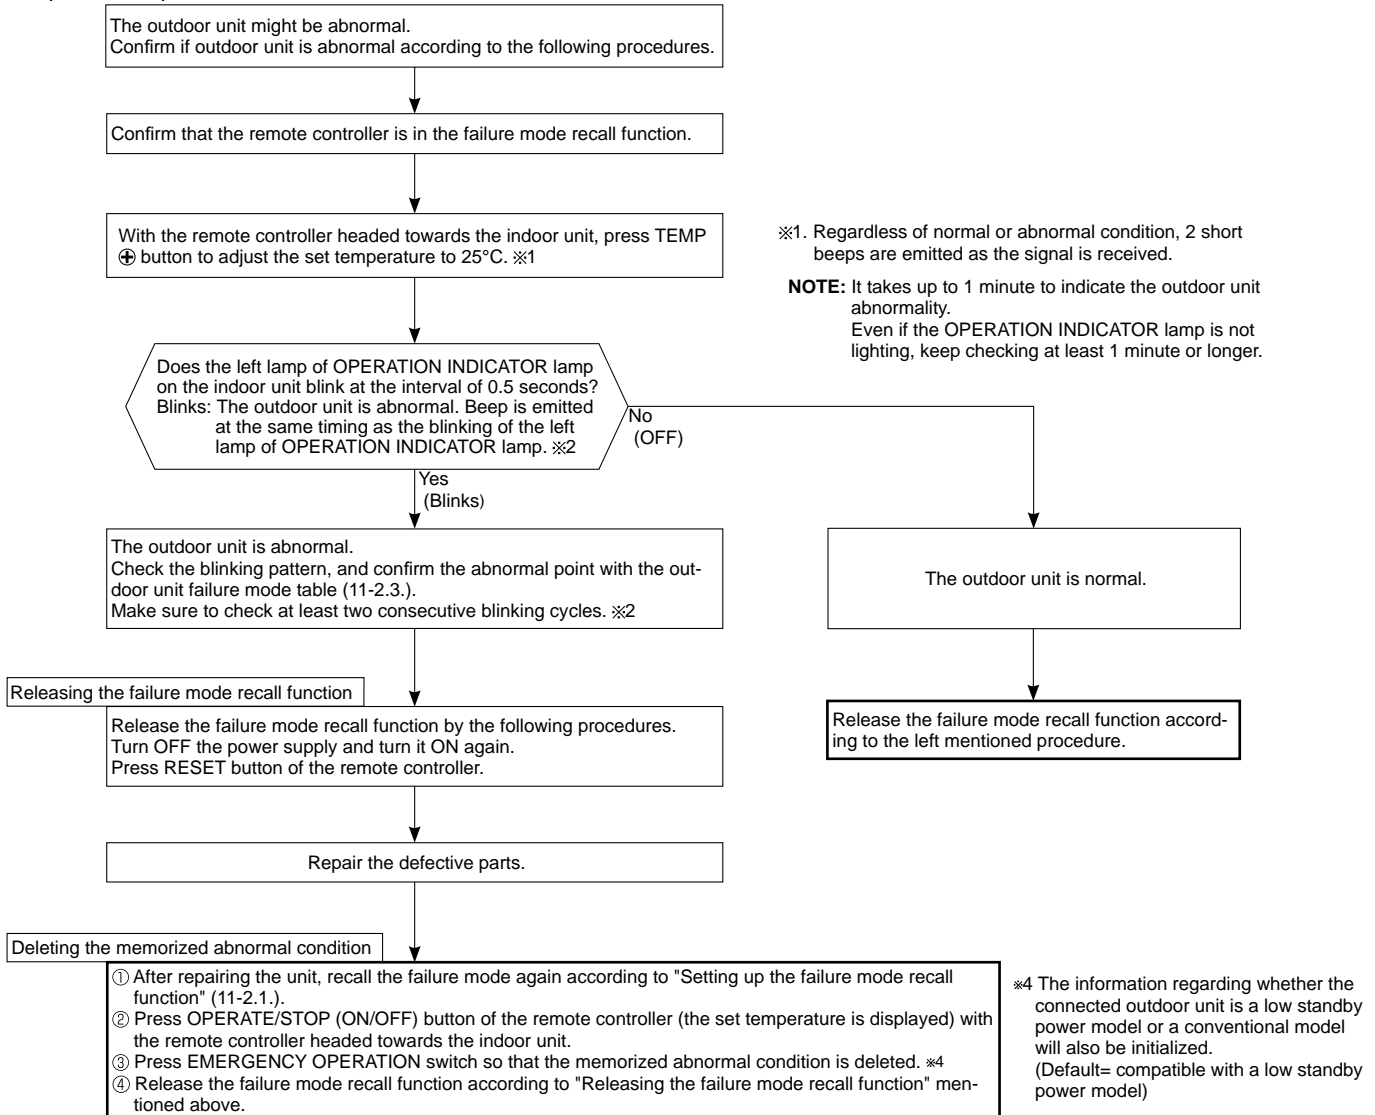 The outdoor unit might be abnormal.
Confirm if outdoor unit is abnormal according to the following procedures.
Confirm that the remote controller is in the failure mode recall function.
With the remote controller headed towards the indoor unit, press TEMP
⊕ button to adjust the set temperature to 25°C. ※1
※1. Regardless of normal or abnormal condition, 2 short
beeps are emitted as the signal is received.
NOTE: It takes up to 1 minute to indicate the outdoor unit
abnormality.
Even if the OPERATION INDICATOR lamp is not
lighting, keep checking at least 1 minute or longer.
Does the left lamp of OPERATION INDICATOR lamp
on the indoor unit blink at the interval of 0.5 seconds?
Blinks: The outdoor unit is abnormal. Beep is emitted
at the same timing as the blinking of the left
lamp of OPERATION INDICATOR lamp. ※2
No
(OFF)
Yes
(Blinks)
The outdoor unit is abnormal.
Check the blinking pattern, and confirm the abnormal point with the out-
door unit failure mode table (11-2.3.).
Make sure to check at least two consecutive blinking cycles. ※2
The outdoor unit is normal.
Releasing the failure mode recall function
Release the failure mode recall function by the following procedures.
Turn OFF the power supply and turn it ON again.
Press RESET button of the remote controller.
Release the failure mode recall function accord-
ing to the left mentioned procedure.
Repair the defective parts.
Deleting the memorized abnormal condition
① After repairing the unit, recall the failure mode again according to "Setting up the failure mode recall
function" (11-2.1.).
② Press OPERATE/STOP (ON/OFF) button of the remote controller (the set temperature is displayed) with
the remote controller headed towards the indoor unit.
③ Press EMERGENCY OPERATION switch so that the memorized abnormal condition is deleted. ※4
④ Release the failure mode recall function according to "Releasing the failure mode recall function" men-
tioned above.
※4 The information regarding whether the
connected outdoor unit is a low standby
power model or a conventional model
will also be initialized.
(Default= compatible with a low standby
power model)